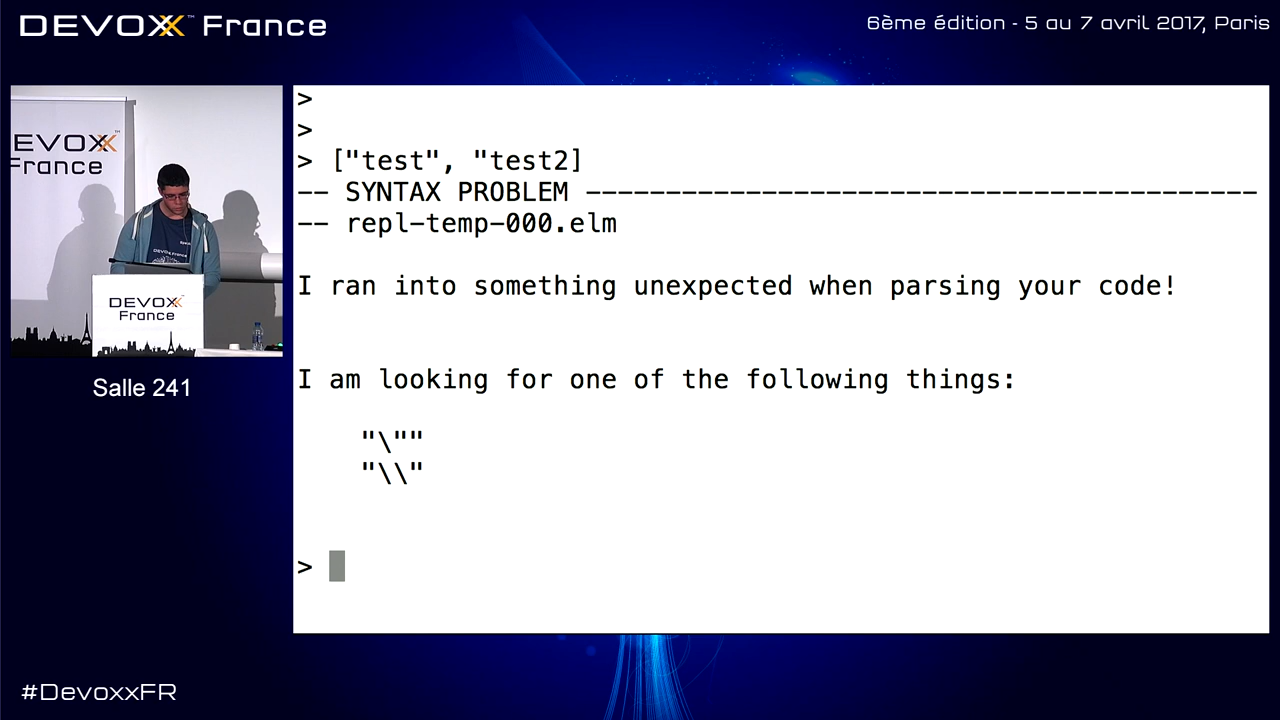 DEVOXX™ France
6ème édition - 5 au 7 avril 2017, Paris
EVOXX™
France
DEVOXX
France
Salle 241
>
>
> ["test", "test2]
-- SYNTAX PROBLEM ------------------------------------------
-- repl-temp-000.elm
I ran into something unexpected when parsing your code!
I am looking for one of the following things:
"\""
"\\"
>
#DevoxxFR